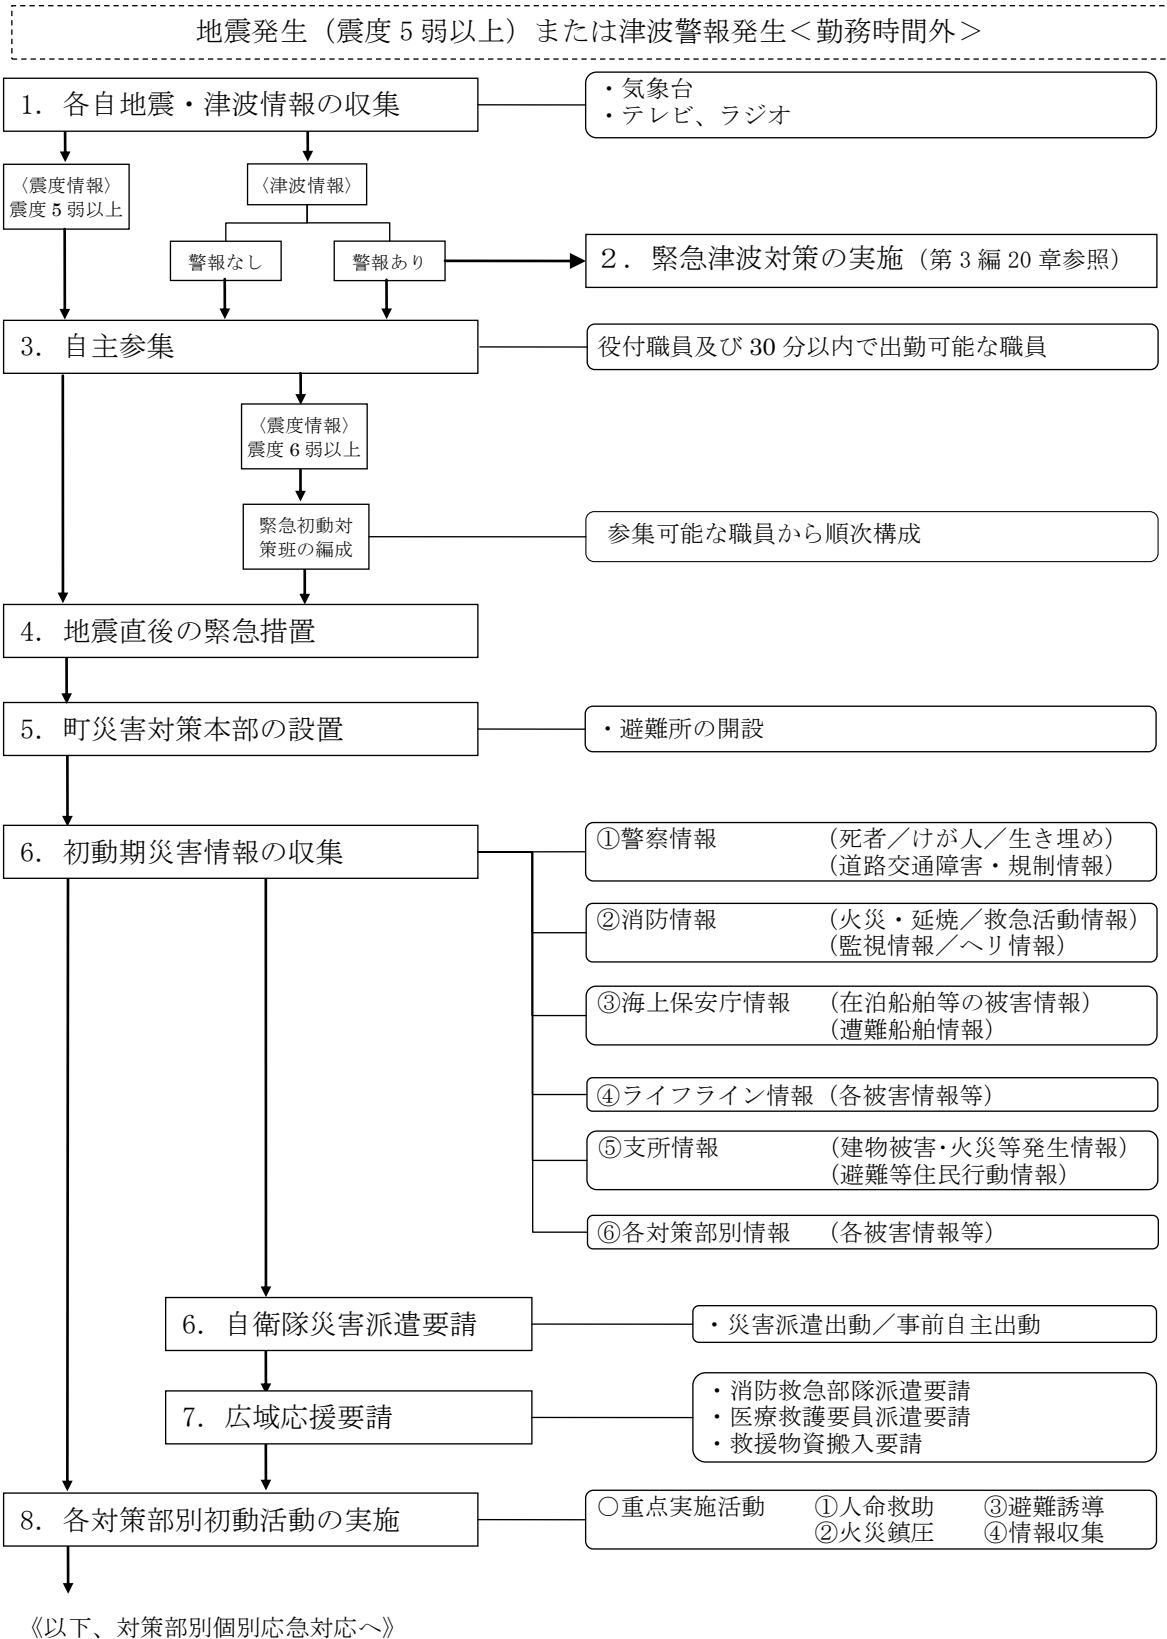 地震発生（震度５弱以上）または津波警報発生＜勤務時間外＞
1．各自地震・津波情報の収集
・気象台
・テレビ、ラジオ
〈震度情報〉
震度５弱以上
〈津波情報〉
警報なし
警報あり
２．緊急津波対策の実施（第３編 20 章参照）
3．自主参集
役付職員及び 30 分以内で出勤可能な職員
〈震度情報〉
震度６弱以上
緊急初動対
策班の編成
参集可能な職員から順次構成
4．地震直後の緊急措置
5．町災害対策本部の設置
・避難所の開設
6．初動期災害情報の収集
①警察情報　（死者／けが人／生き埋め）
（道路交通障害・規制情報）
②消防情報　（火災・延焼／救急活動情報）
（監視情報／ヘリ情報）
③海上保安庁情報　（在泊船舶等の被害情報）
（遭難船舶情報）
④ライフライン情報（各被害情報等）
⑤支所情報　（建物被害･火災等発生情報）
（避難等住民行動情報）
⑥各対策部別情報　（各被害情報等）
6．自衛隊災害派遣要請
・災害派遣出動／事前自主出動
7．広域応援要請
・消防救急部隊派遣要請
・医療救護要員派遣要請
・救援物資搬入要請
8．各対策部別初動活動の実施
○重点実施活動　①人命救助　③避難誘導
②火災鎮圧　④情報収集
《以下、対策部別個別応急対応へ》